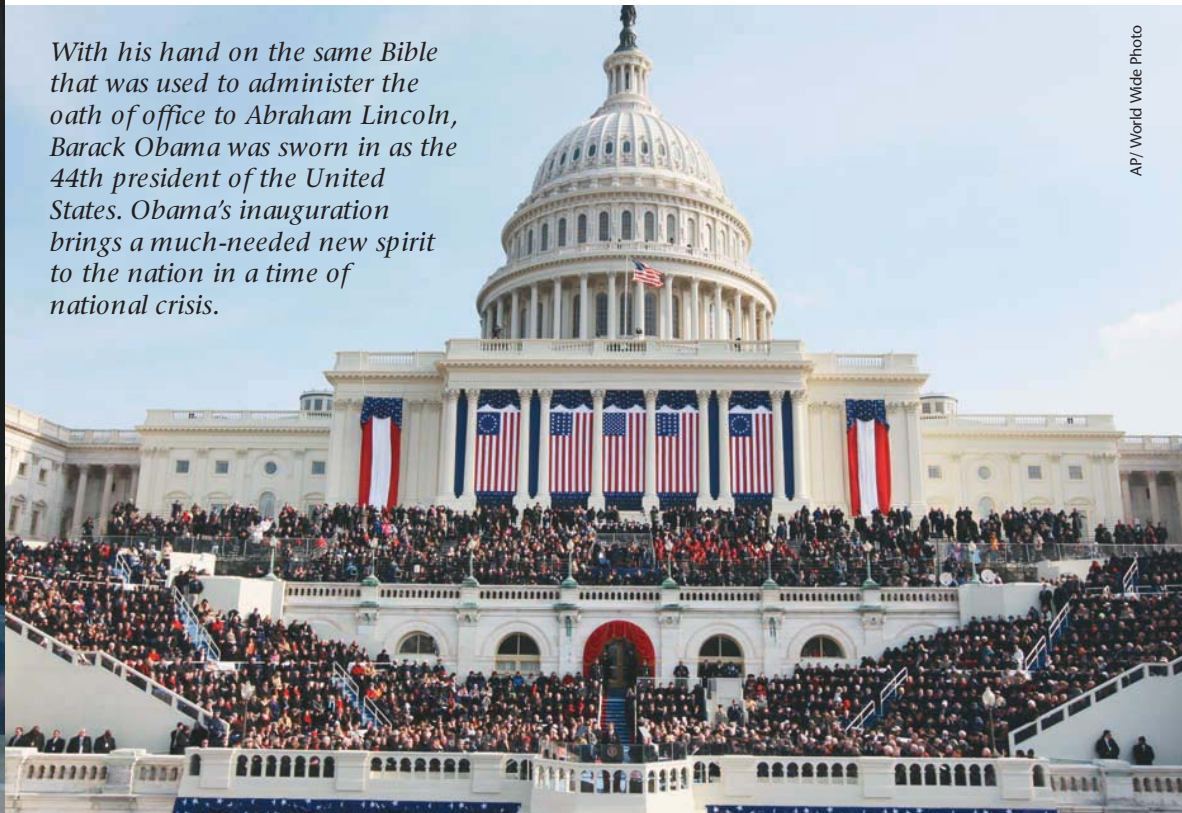 With his hand on the same Bible
that was used to administer the
oath of office to Abraham Lincoln,
Barack Obama was sworn in as the
44th president of the United
States. Obama’s inauguration
brings a much-needed new spirit
to the nation in a time of
national crisis.
AP/ World Wide Photo